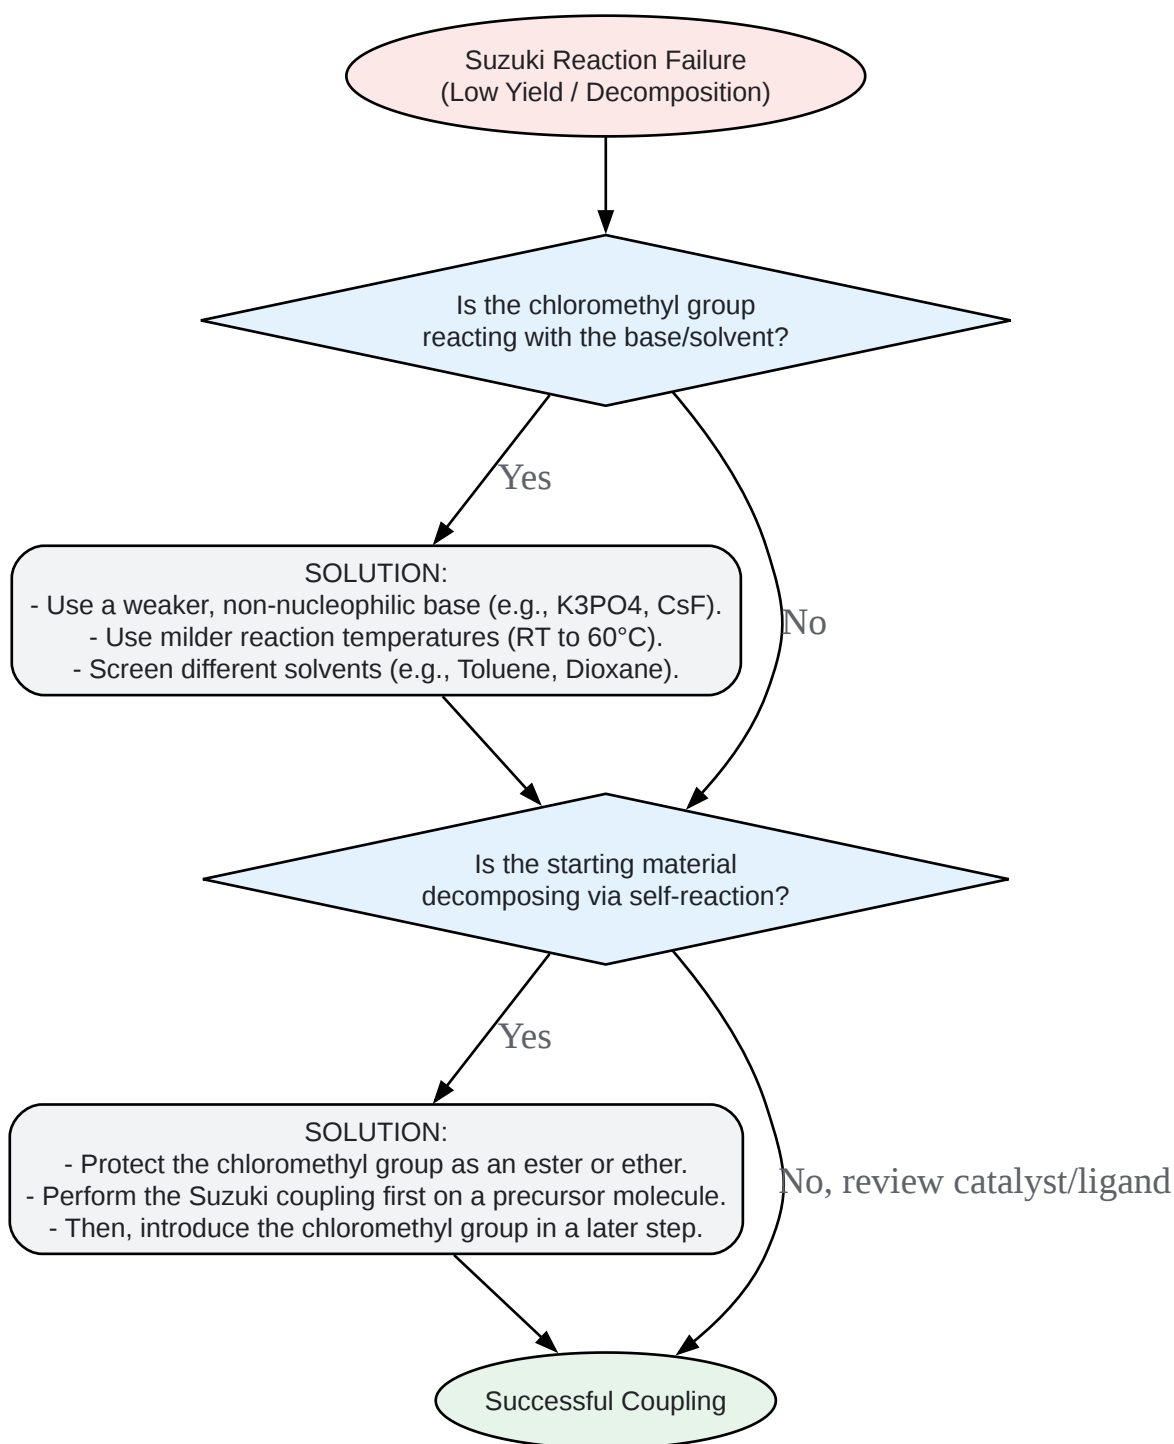 Suzuki Reaction Failure
(Low Yield / Decomposition)
Is the chloromethyl group
reacting with the base/solvent?
Yes
SOLUTION:
- Use a weaker, non-nucleophilic base (e.g., K3PO4, CsF).
- Use milder reaction temperatures (RT to 60°C).
- Screen different solvents (e.g., Toluene, Dioxane).
No
Is the starting material
decomposing via self-reaction?
Yes
SOLUTION:
- Protect the chloromethyl group as an ester or ether.
- Perform the Suzuki coupling first on a precursor molecule.
- Then, introduce the chloromethyl group in a later step.
No, review catalyst/ligand
Successful Coupling